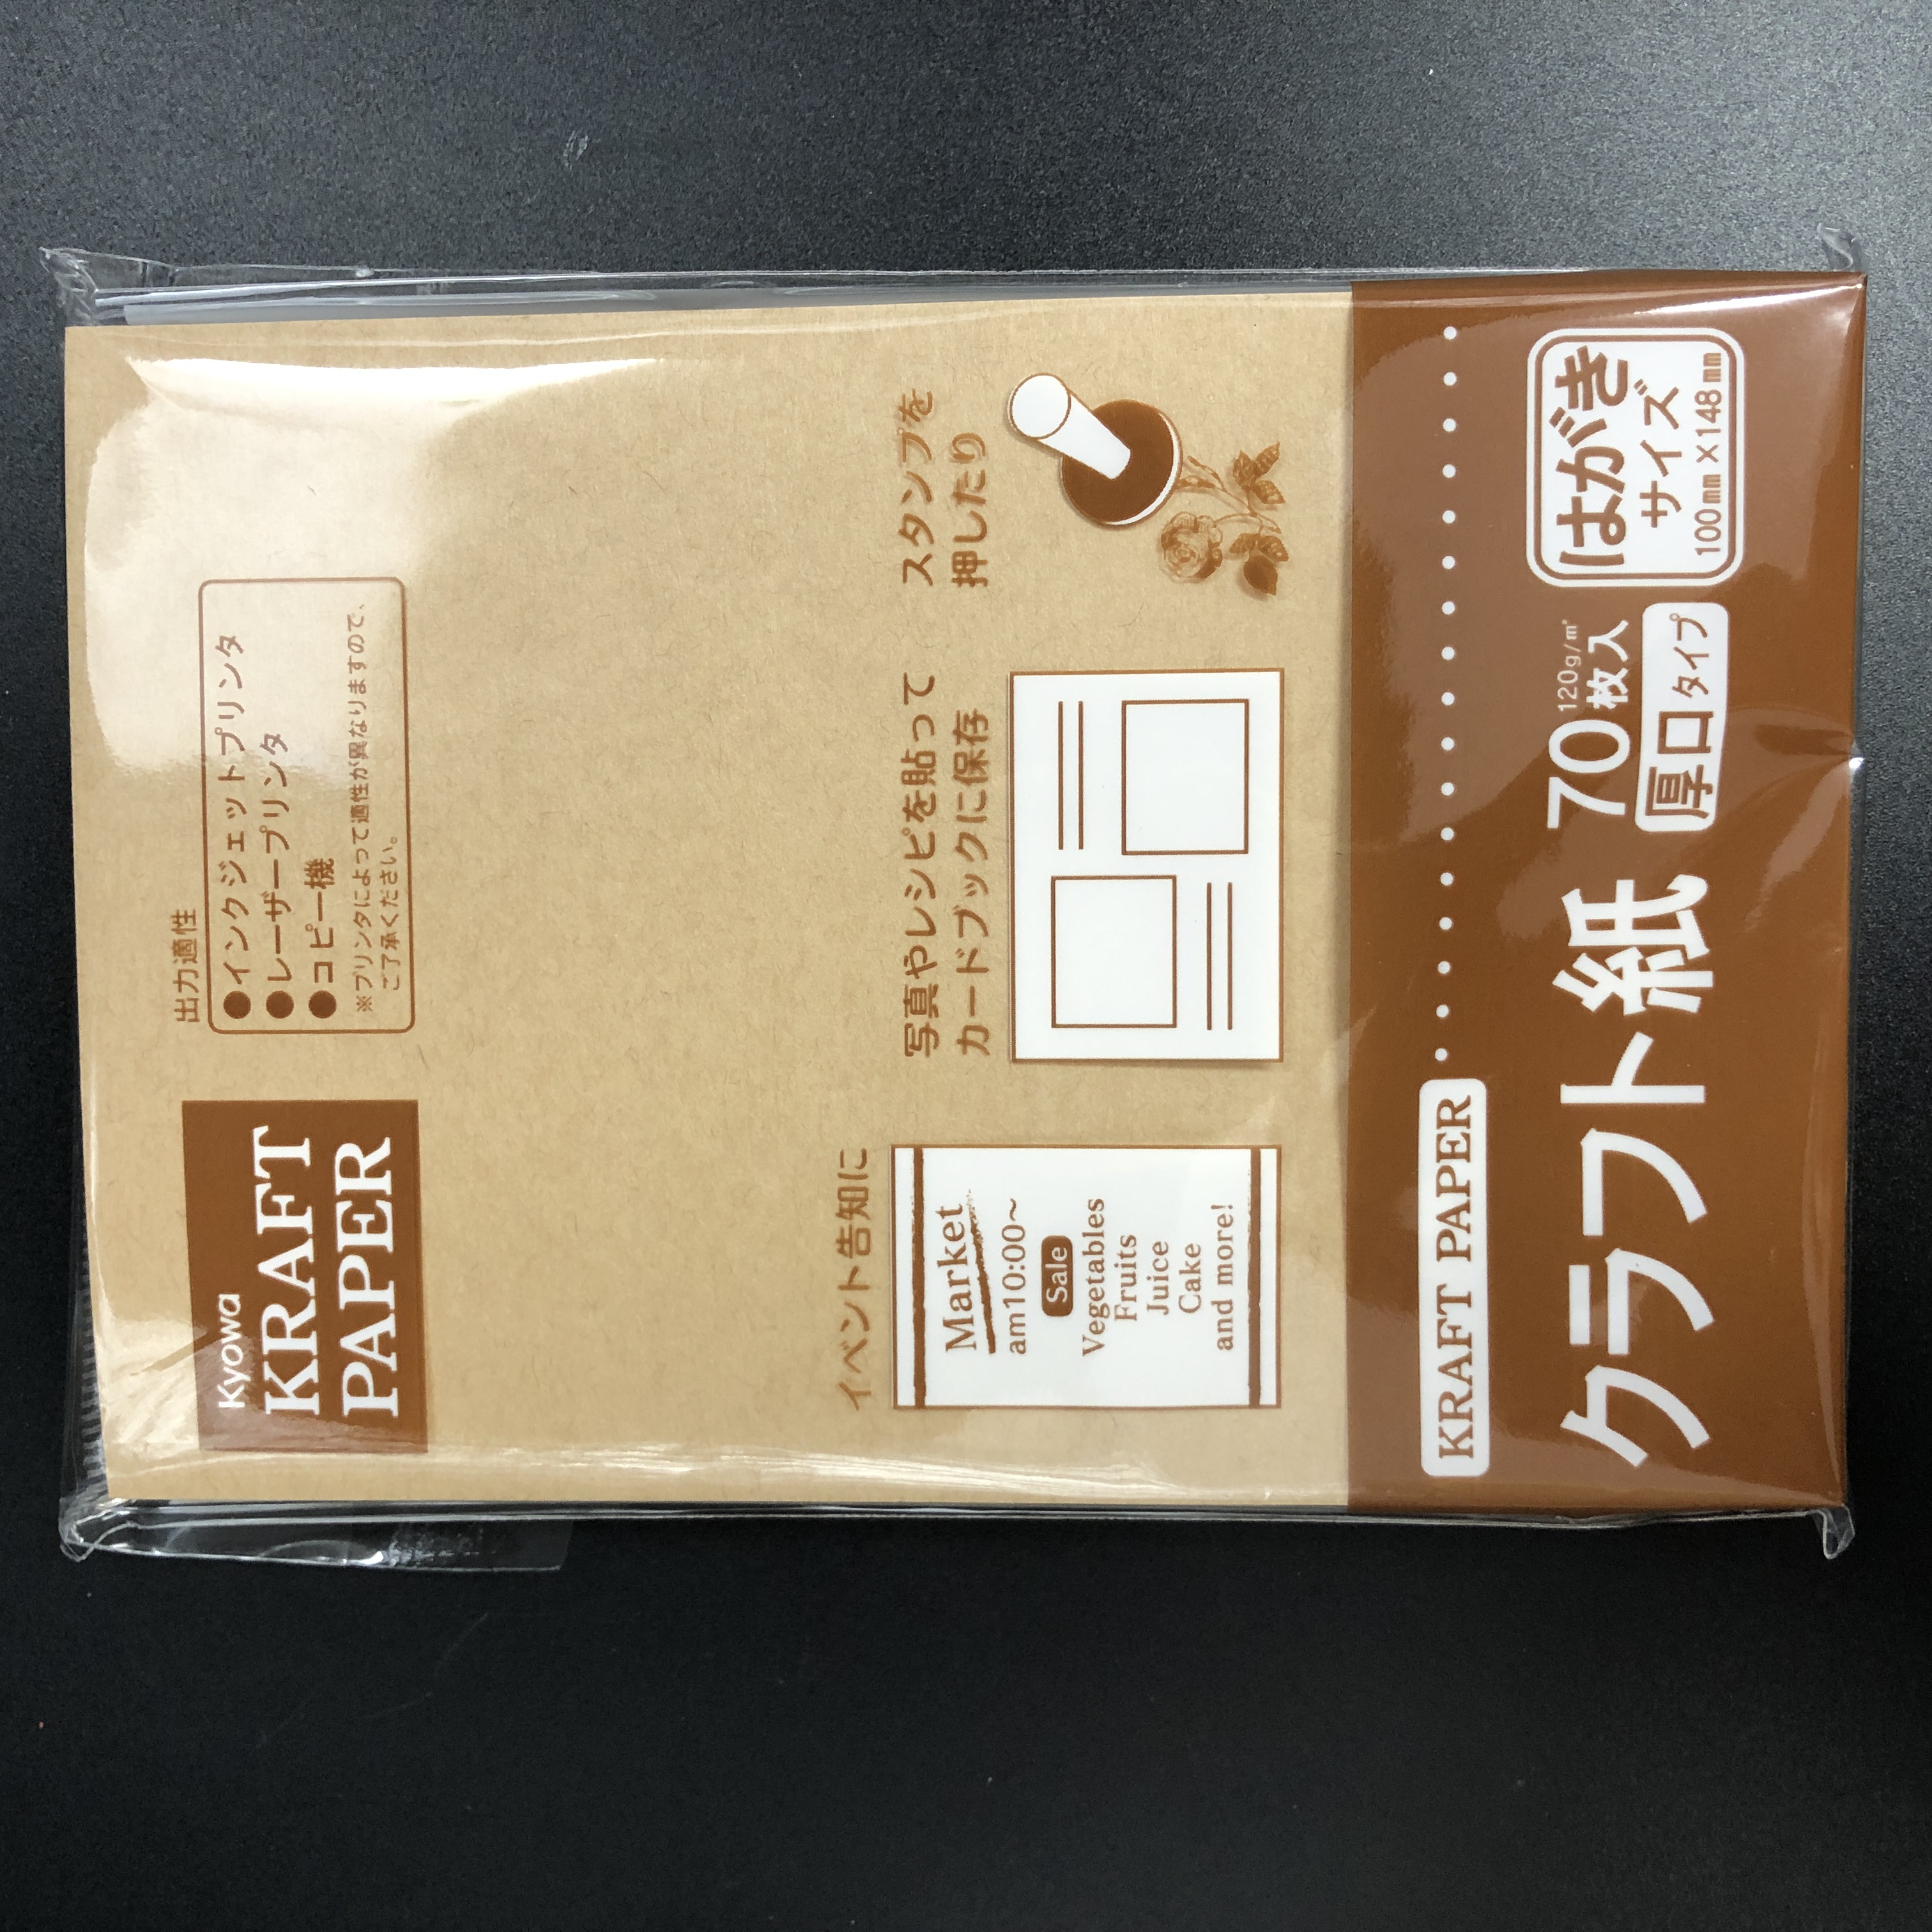 Kyowa
KRAFT
PAPER
出力適性
●インクジェットプリンタ
●レーザープリンタ
●コピー機
※プリンタによって適性が異なりますので、
ご了承ください。
イベント告知に
Market
am10:00～
Sale
Vegetables
Fruits
Juice
Cake
and more!
写真やレシピを貼って
カードブックに保存
スタンプを
押したり
KRAFT PAPER
クラフト紙
70枚入
120g/㎡
厚口タイプ
はがき
サイズ
100mm×148mm